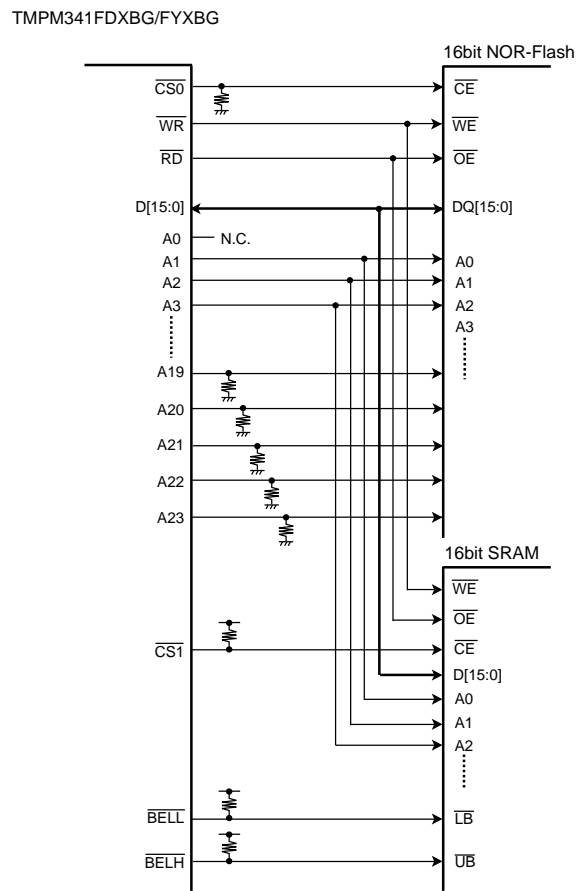 TMPM341FDXBG/FYXBG
16bit NOR-Flash
CS0
CE
WR
WE
RD
OE
D[15:0]
DQ[15:0]
A0
N.C.
A1
A0
A2
A1
A3
A2
A3
A19
A20
A21
A22
A23
16bit SRAM
WE
OE
CS1
CE
D[15:0]
A0
A1
A2
BELL
LB
BELH
UB